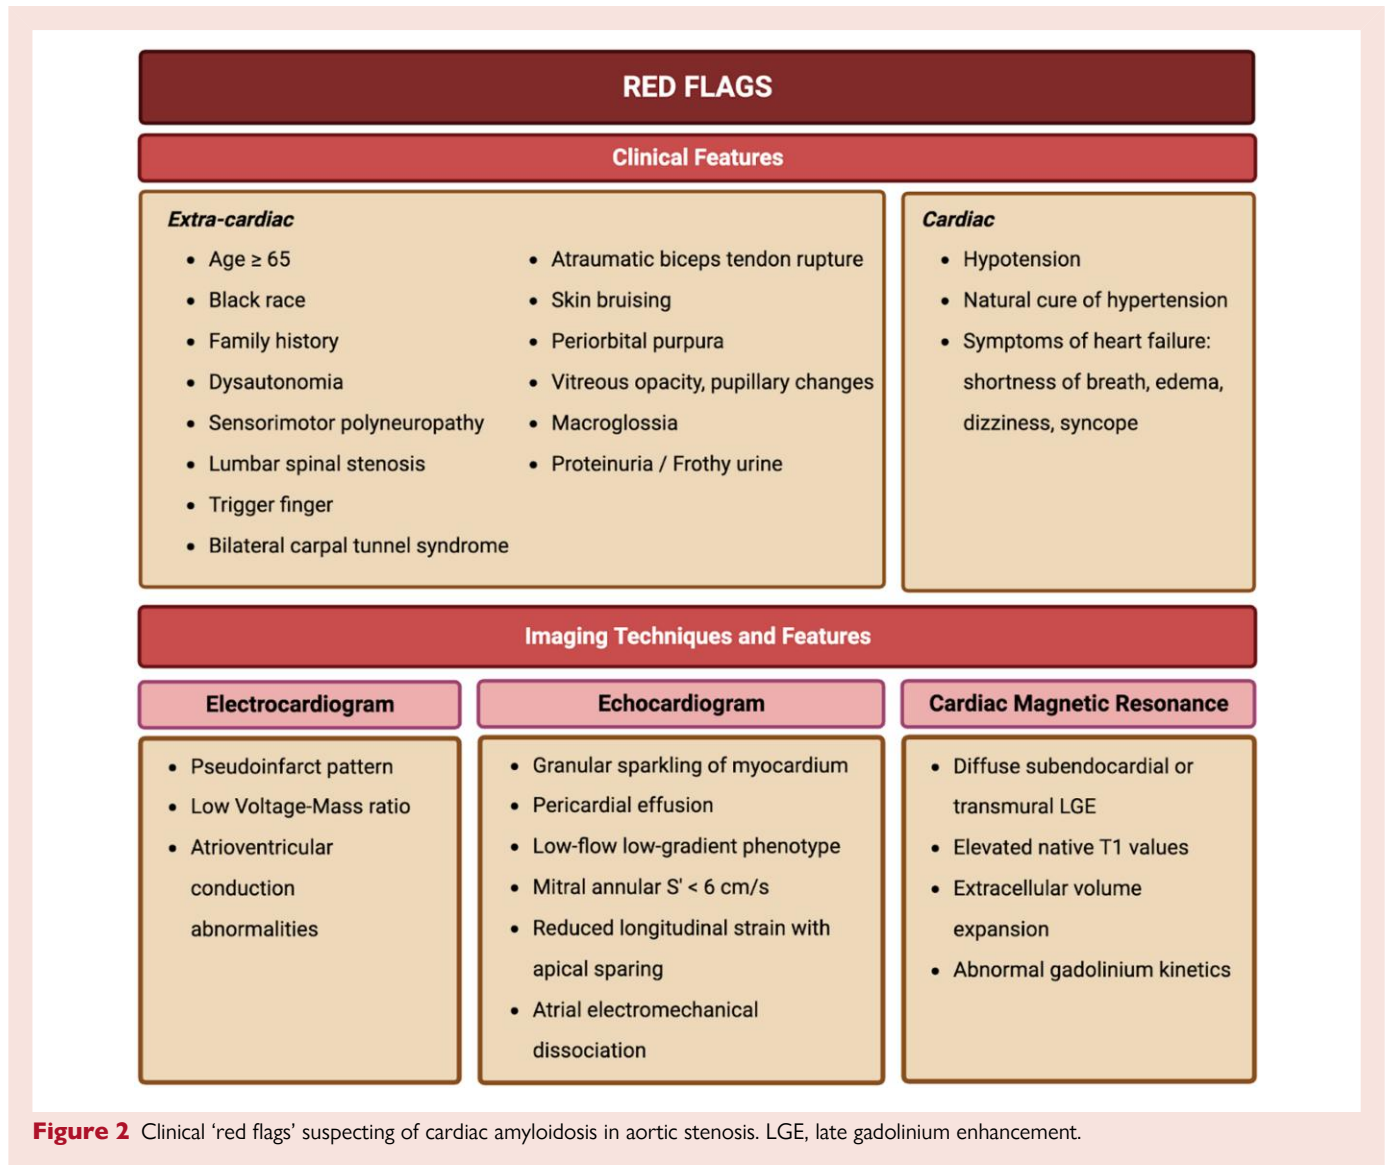 RED FLAGS
Clinical Features
Extra-cardiac
• Age ≥ 65
• Black race
• Family history
• Dysautonomia
• Sensorimotor polyneuropathy
• Lumbar spinal stenosis
• Trigger finger
• Bilateral carpal tunnel syndrome
• Atraumatic biceps tendon rupture
• Skin bruising
• Periorbital purpura
• Vitreous opacity, pupillary changes
• Macroglossia
• Proteinuria / Frothy urine
Cardiac
• Hypotension
• Natural cure of hypertension
• Symptoms of heart failure:
shortness of breath, edema,
dizziness, syncope
Imaging Techniques and Features
Electrocardiogram
• Pseudoinfarct pattern
• Low Voltage-Mass ratio
• Atrioventricular
conduction
abnormalities
Echocardiogram
• Granular sparkling of myocardium
• Pericardial effusion
• Low-flow low-gradient phenotype
• Mitral annular S' < 6 cm/s
• Reduced longitudinal strain with
apical sparing
• Atrial electromechanical
dissociation
Cardiac Magnetic Resonance
• Diffuse subendocardial or
transmural LGE
• Elevated native T1 values
• Extracellular volume
expansion
• Abnormal gadolinium kinetics
Figure 2 Clinical ‘red flags’ suspecting of cardiac amyloidosis in aortic stenosis. LGE, late gadolinium enhancement.